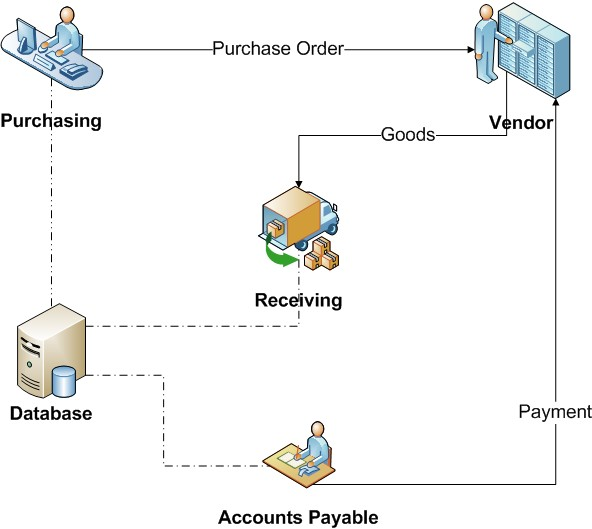 Purchase Order
Purchasing
Vendor
Goods
Receiving
Database
Payment
Accounts Payable